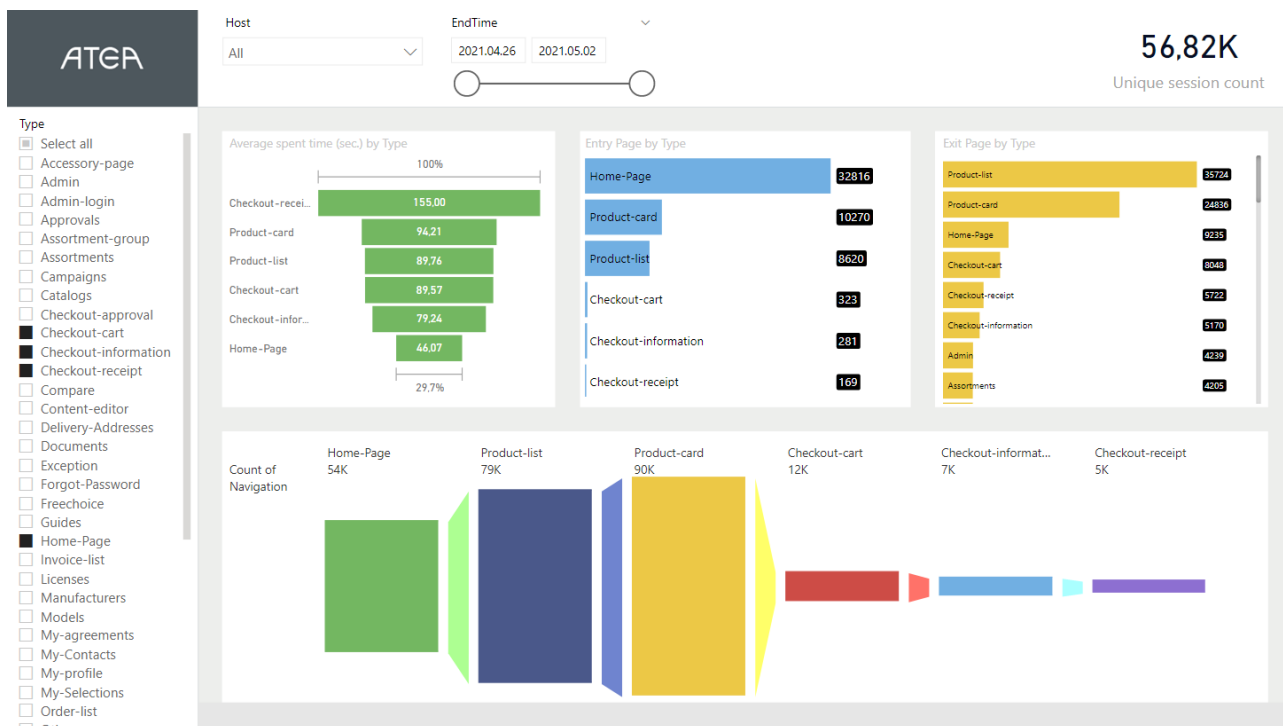 ATEA
Host
All
EndTime
2021.04.26
2021.05.02
56,82K
Unique session count
Type
Select all
Accessory-page
Admin
Admin-login
Approvals
Assortment-group
Assortments
Campaigns
Catalogs
Checkout-approval
Checkout-cart
Checkout-information
Checkout-receipt
Compare
Content-editor
Delivery-Addresses
Documents
Exception
Forgot-Password
Freechoice
Guides
Home-Page
Invoice-list
Licenses
Manufacturers
Models
My-agreements
My-Contacts
My-profile
My-Selections
Order-list
Average spent time (sec.) by Type
100%
Checkout-recei... 155,00
Product-card 94,21
Product-list 89,76
Checkout-cart 89,57
Checkout-infor... 79,24
Home-Page 46,07
29.7%
Entry Page by Type
Home-Page 32816
Product-card 10270
Product-list 8620
Checkout-cart 323
Checkout-information 281
Checkout-receipt 169
Exit Page by Type
Product-list 35724
Product-card 24836
Home-Page 9235
Checkout-cart 8048
Checkout-receipt 5722
Checkout-information 5170
Admin 4239
Assortments 4205
Count of
Navigation
Home-Page
54K
Product-list
79K
Product-card
90K
Checkout-cart
12K
Checkout-informat...
7K
Checkout-receipt
5K